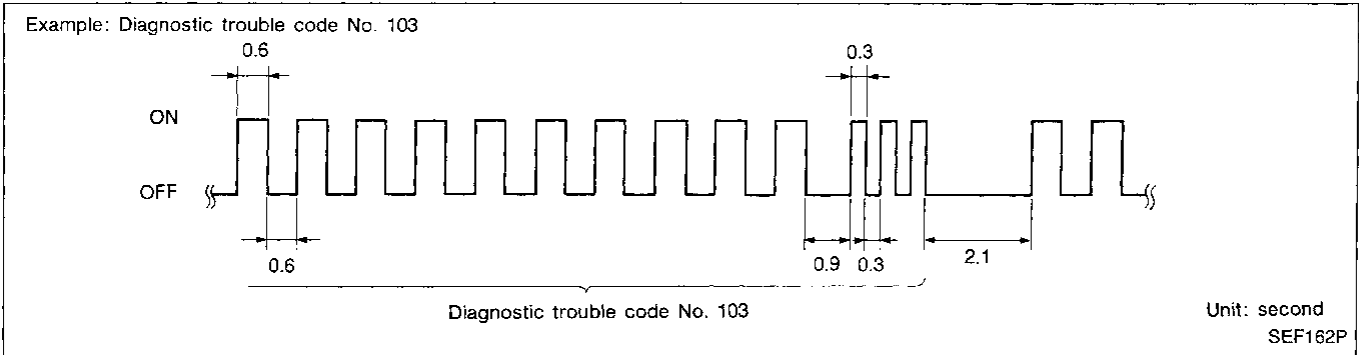 Example: Diagnostic trouble code No. 103
0.6
0.3
ON
OFF
0.6
0.9
0.3
2.1
Diagnostic trouble code No. 103
Unit: second
SEF162P